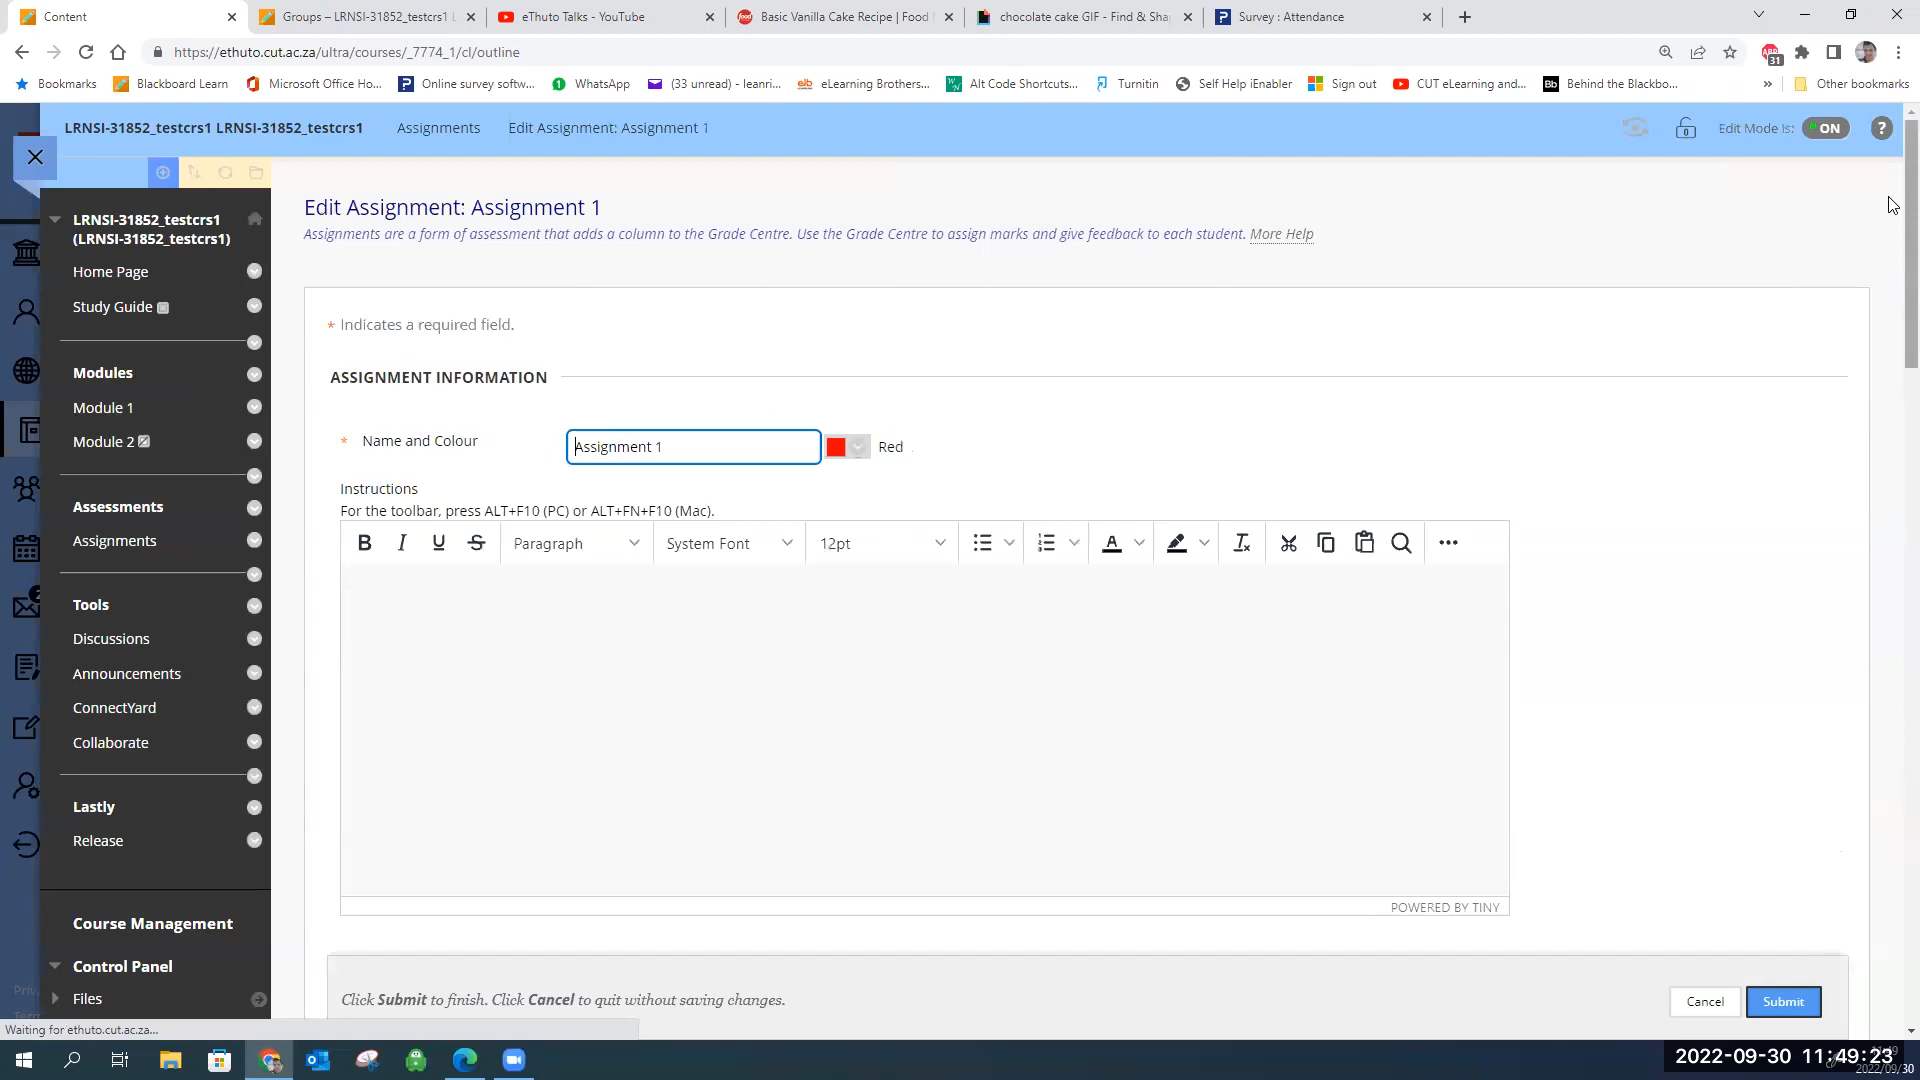 Content
Groups – LRNSI-31852_testcrs1 L
eThuto Talks - YouTube
Basic Vanilla Cake Recipe | Food
chocolate cake GIF - Find & Sha
Survey : Attendance
https://ethuto.cut.ac.za/ultra/courses/_7774_1/cl/outline
31
Bookmarks
Blackboard Learn
Microsoft Office Ho...
Online survey softw...
WhatsApp
(33 unread) - leanri...
eLearning Brothers...
Alt Code Shortcuts...
Turnitin
Self Help iEnabler
Sign out
CUT eLearning and...
Bb Behind the Blackbo...
»
Other bookmarks
LRNSI-31852_testcrs1 LRNSI-31852_testcrs1
Assignments
Edit Assignment: Assignment 1
Edit Mode is: ON ?
LRNSI-31852_testcrs1
(LRNSI-31852_testcrs1)
Home Page
Study Guide
Modules
Module 1
Module 2
Assessments
Assignments
Tools
Discussions
Announcements
ConnectYard
Collaborate
Lastly
Release
Course Management
Control Panel
Files
Edit Assignment: Assignment 1
Assignments are a form of assessment that adds a column to the Grade Centre. Use the Grade Centre to assign marks and give feedback to each student. More Help
* Indicates a required field.
ASSIGNMENT INFORMATION
* Name and Colour
Assignment 1
Red
Instructions
For the toolbar, press ALT+F10 (PC) or ALT+FN+F10 (Mac).
B I U S Paragraph System Font 12pt
POWERED BY TINY
Click Submit to finish. Click Cancel to quit without saving changes.
Cancel
Submit
Waiting for ethuto.cut.ac.za...
2022-09-30 11:49:23
2022/09/30